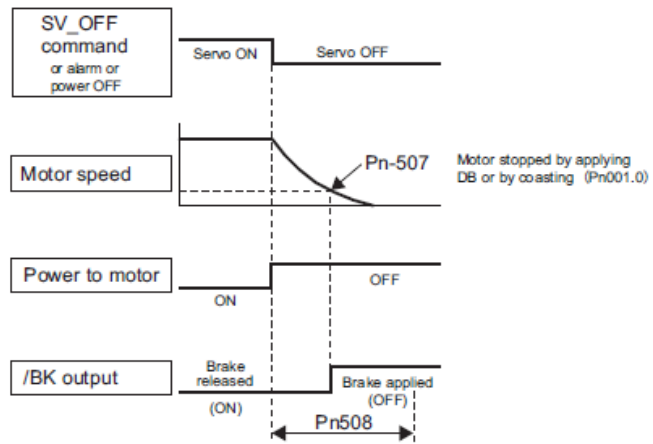 SV_OFF
command
or alarm or
power OFF
Servo ON
Servo OFF
Motor speed
Pn-507
Motor stopped by applying
DB or by coasting (Pn001.0)
Power to motor
ON
OFF
/BK output
Brake
released
(ON)
Brake applied
(OFF)
Pn508